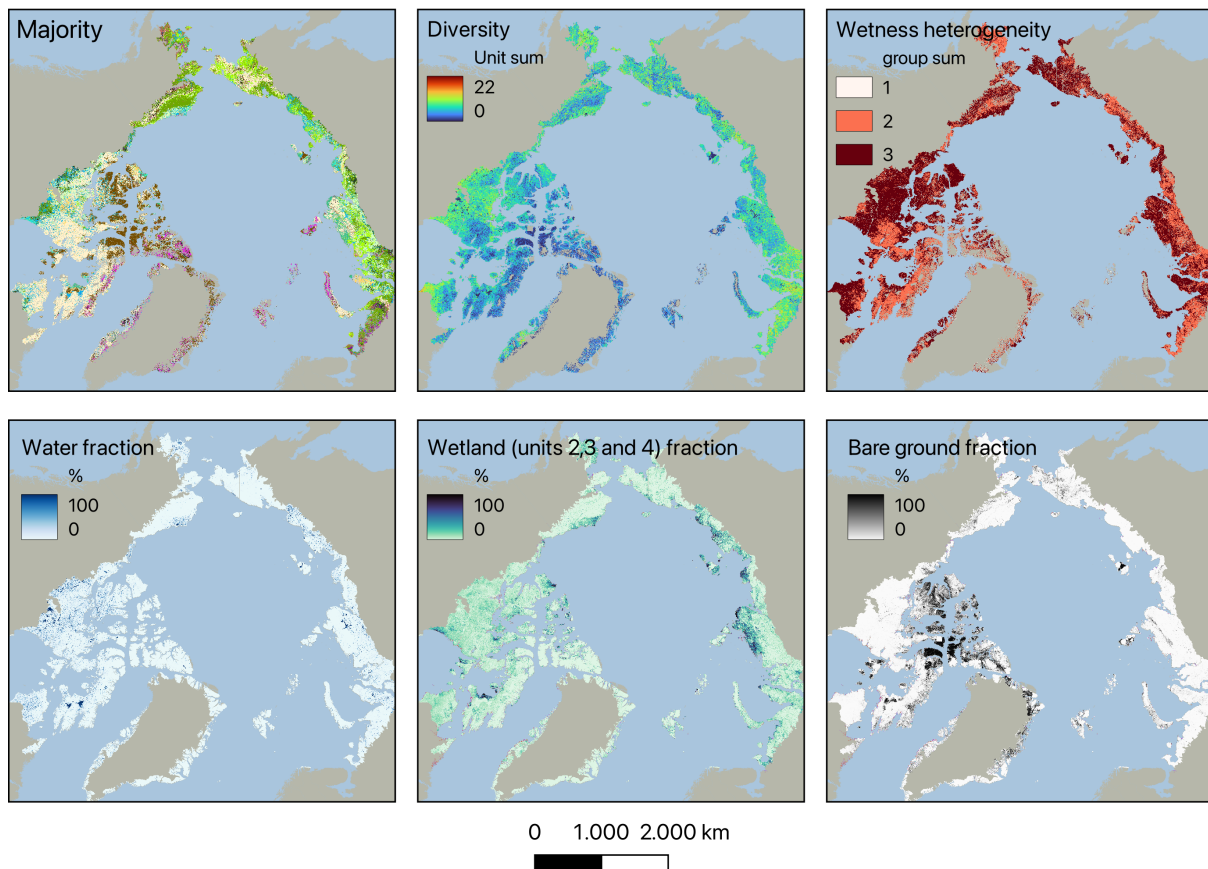 Majority
Diversity
Unit sum
22
0
Wetness heterogeneity
group sum
1
2
3
Water fraction
%
100
0
Wetland (units 2,3 and 4) fraction
%
100
0
Bare ground fraction
%
100
0
0 1.000 2.000 km